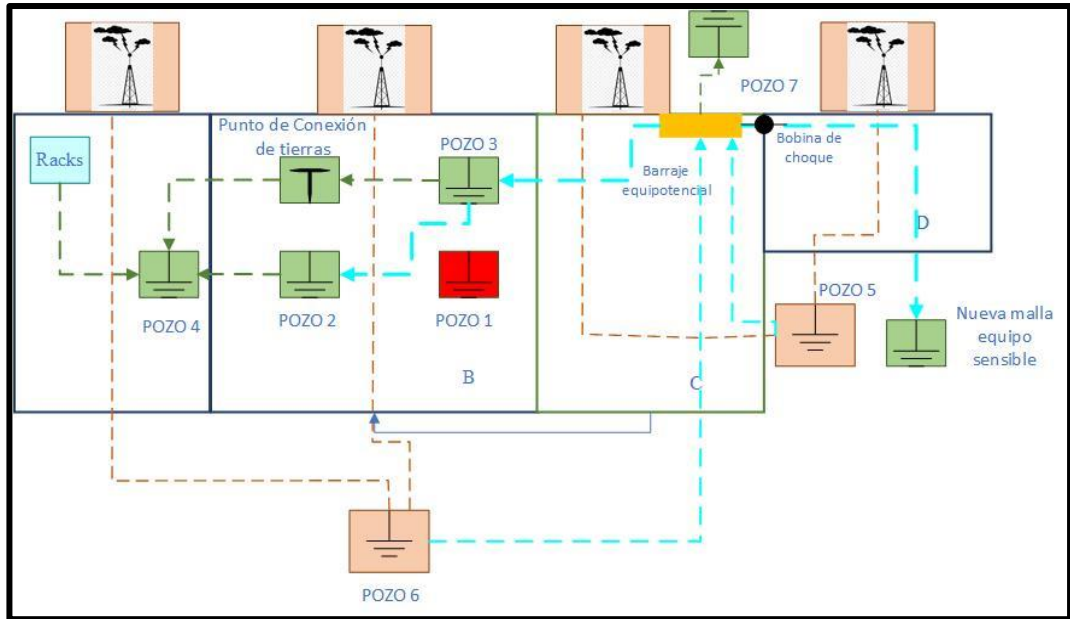 POZO 7
Punto de Conexión
de tierras
POZO 3
Racks
Bobina de
choque
Barraje
equipotencial
D
POZO 4
POZO 2
POZO 1
POZO 5
Nueva malla
equipo
sensible
B
C
POZO 6